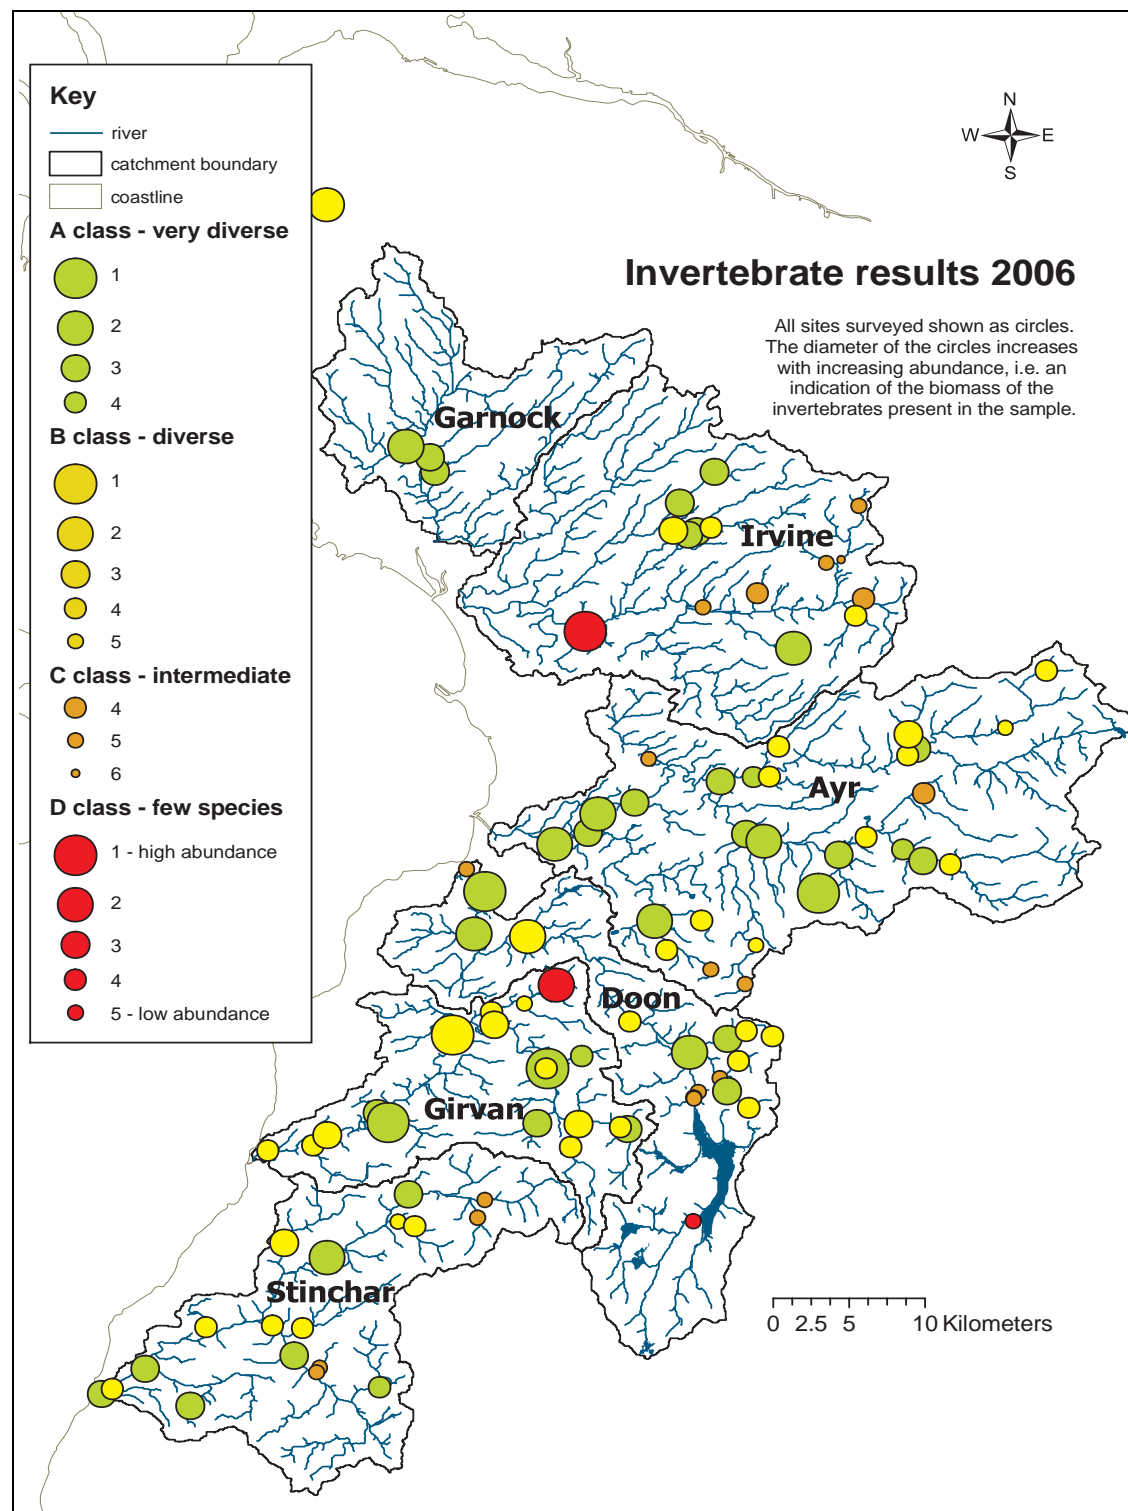 Key
river
catchment boundary
coastline
A class - very diverse
1
2
3
4
B class - diverse
1
2
3
4
5
C class - intermediate
4
5
6
D class - few species
1 - high abundance
2
3
4
5 - low abundance
N
W E
S
Invertebrate results 2006
All sites surveyed shown as circles.
The diameter of the circles increases
with increasing abundance, i.e. an
indication of the biomass of the
invertebrates present in the sample.
Garnock
Irvine
Ayr
Doon
Girvan
Stinchar
0 2.5 5 10 Kilometers